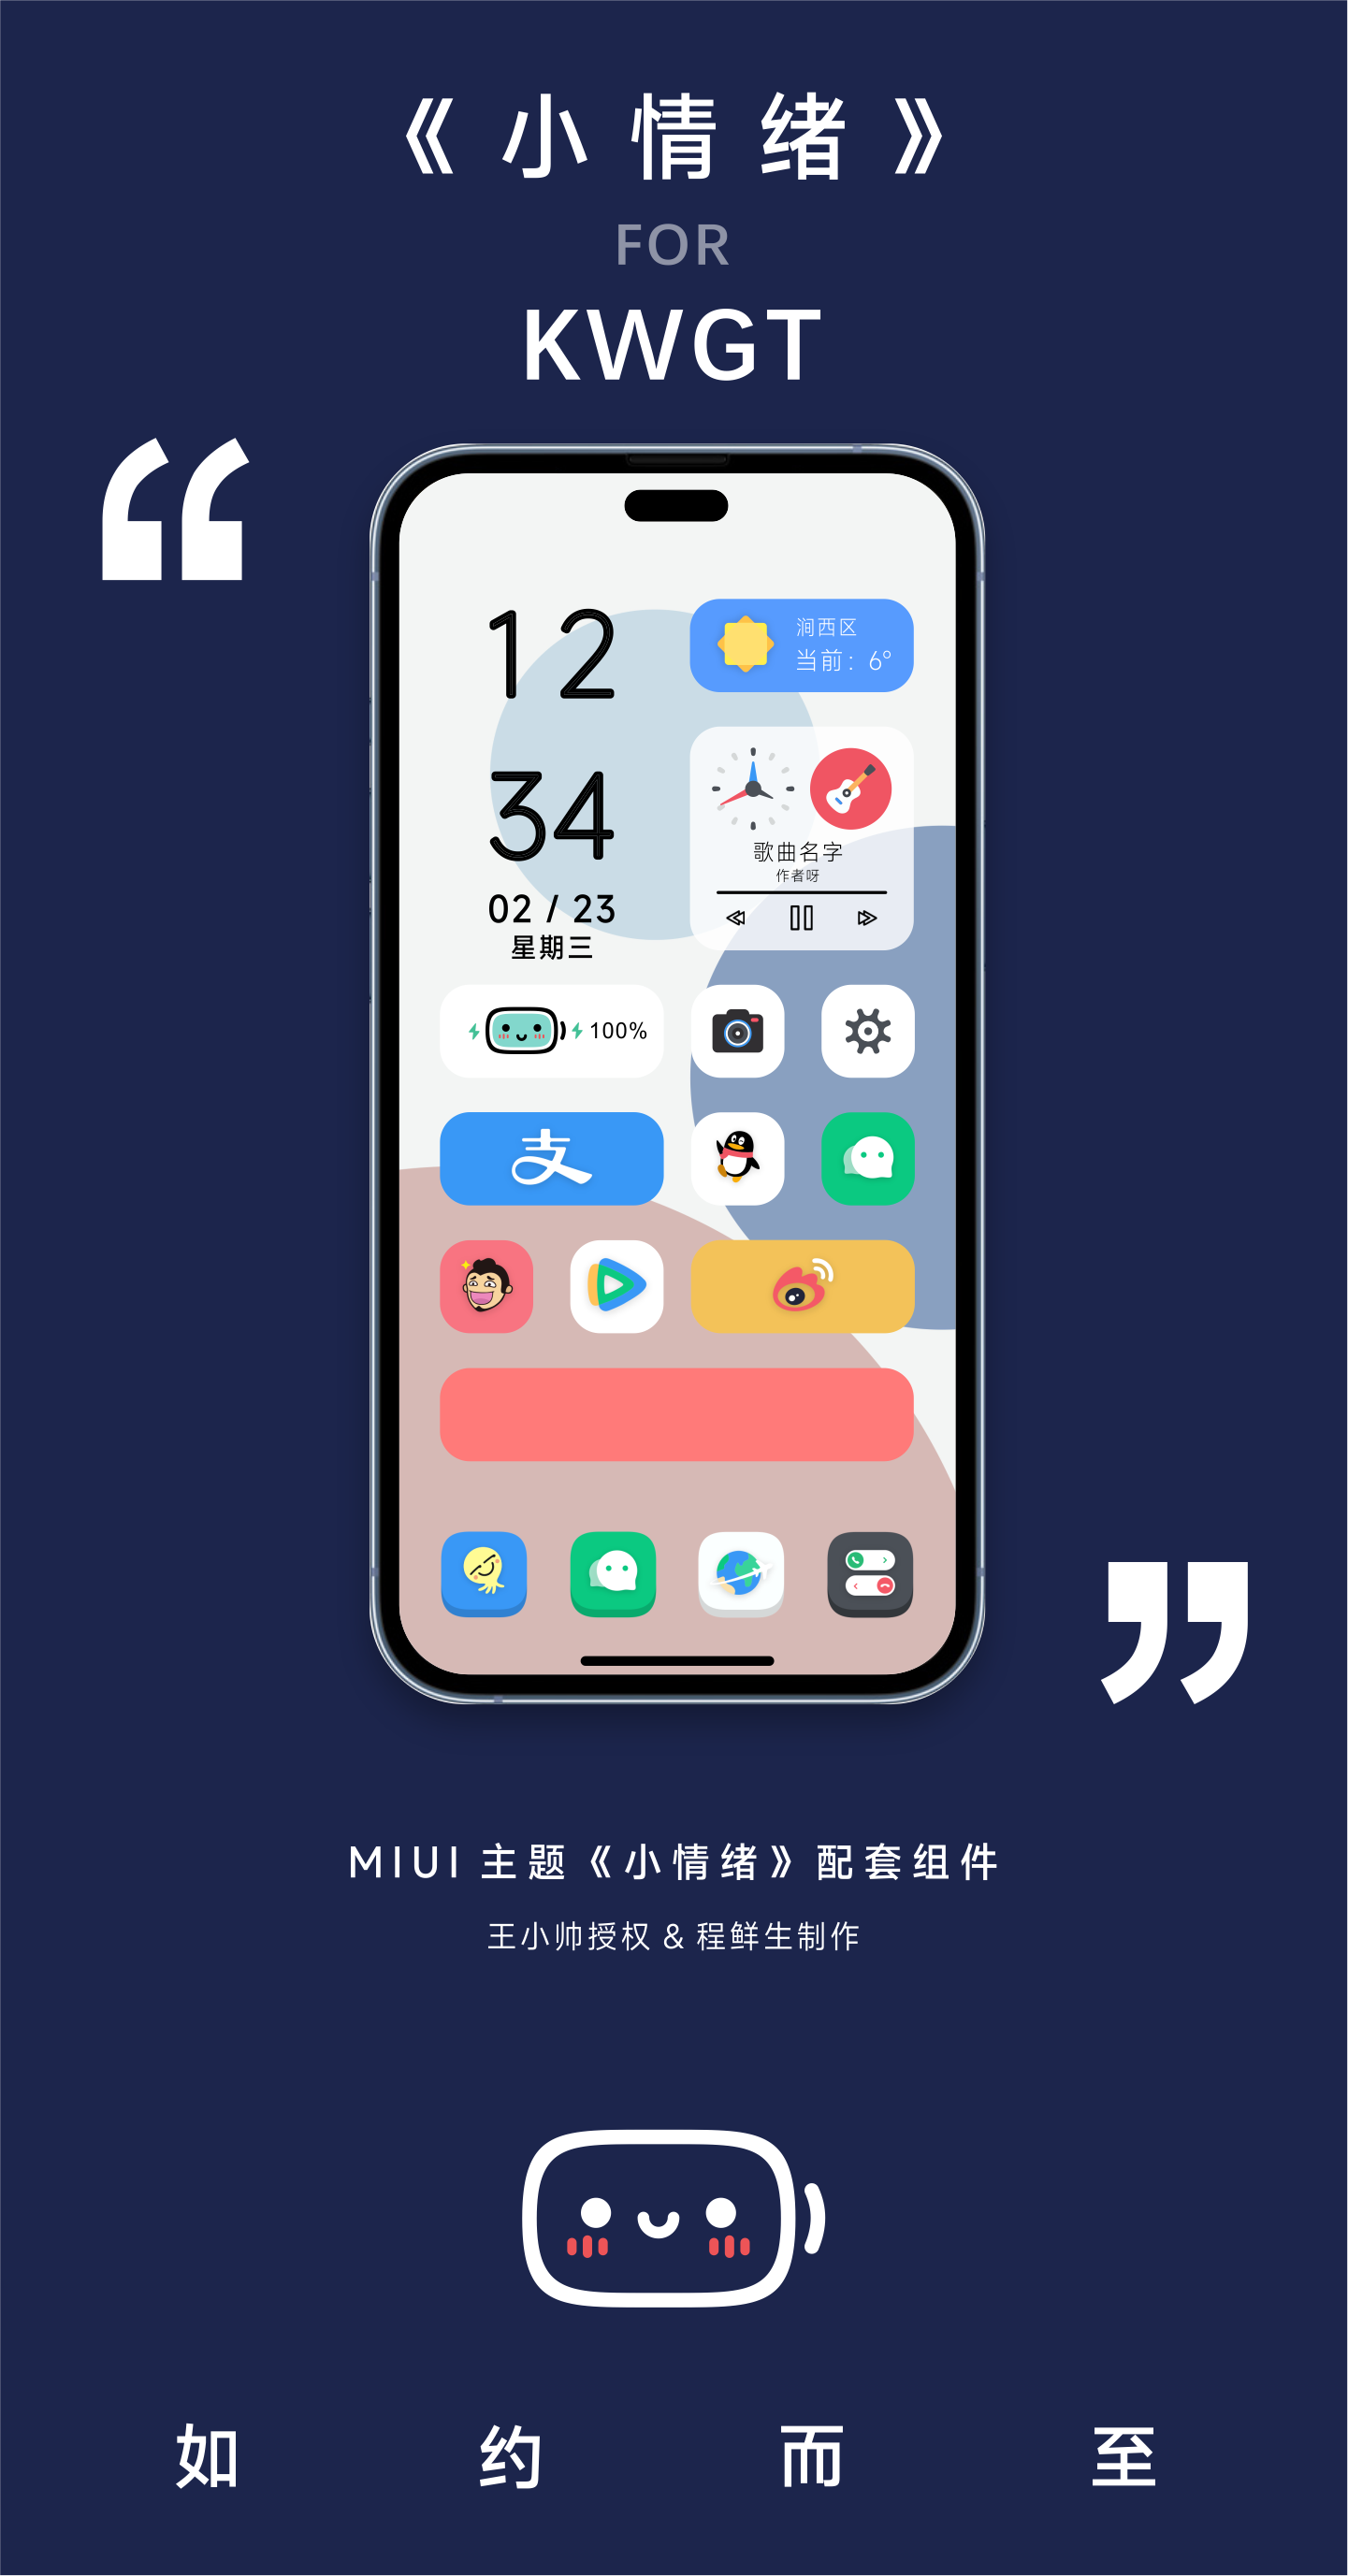 《小情绪》
FOR
KWGT
12
34
02 / 23
星期三
涧西区
当前：6°
歌曲名字
作者呀
100%
支
MIUI 主题《小情绪》配套组件
王小帅授权 & 程鲜生制作
如约而至